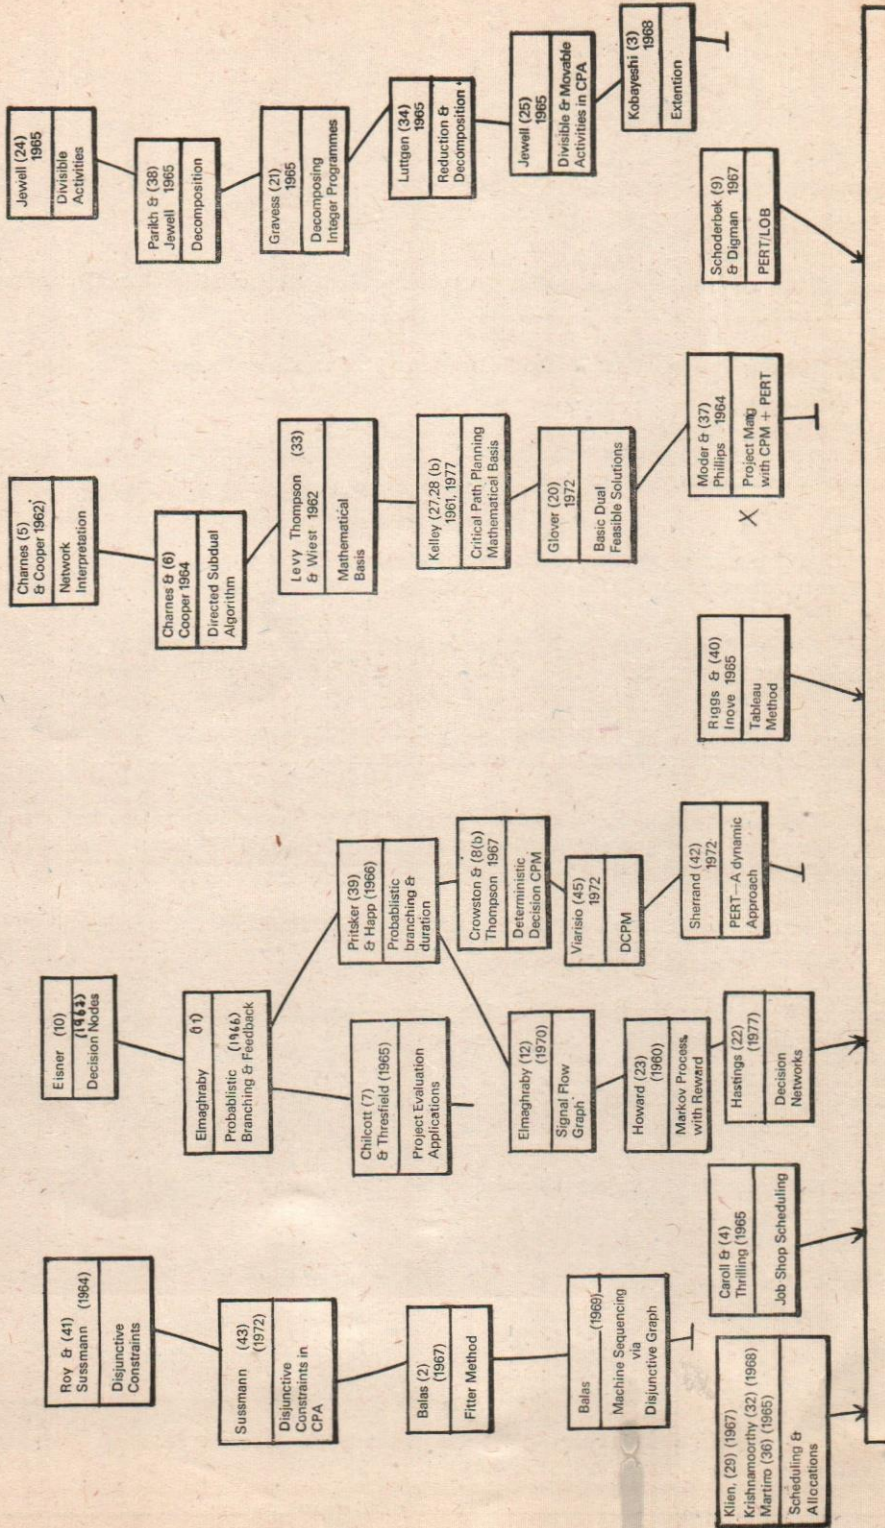 Roy & (41)
Sussmann (1964)
Disjunctive
Constraints
Sussmann (43)
(1972)
Disjunctive
Constraints in
CPA
Balas (2)
(1967)
Fitter Method
Balas (1969)
Machine Sequencing
via
Disjunctive Graph
Klien, (29) (1967)
Krishnamoorthy (32) (1968)
Martino (36) (1965)
Scheduling &
Allocations
Caroll & (4)
Thrilling (1965
Job Shop Scheduling
Eisner (10)
(1962)
Decision Nodes
Elmaghraby (11)
Probablistic (1966)
Branching & Feedback
Chilcott (7)
& Thresfield (1965)
Project Evaluation
Applications
Pritsker (39)
& Happ (1966)
Probablistic
branching &
duration
Elmaghraby (12)
(1970)
Signal Flow
Graph
Howard (23)
(1960)
Markov Process
with Reward
Hastings (22)
(1977)
Decision
Networks
Crowston & (8(b)
Thompson 1967
Deterministic
Decision CPM
Viarisio (45)
1972
DCPM
Sherrand (42)
1972
PERT—A dynamic
Approach
Riggs & (40)
Inove 1965
Tableau
Method
Charnes (5)
& Cooper 1962)
Network
Interpretation
Charnes & (6)
Cooper 1964
Directed Subdual
Algorithm
Levy Thompson (33)
& Wiest 1962
Mathematical
Basis
Kelley (27,28 (b)
1961, 1977
Critical Path Planning
Mathematical Basis
Glover (20)
1972
Basic Dual
Feasible Solutions
Moder & (37)
Phillips 1964
Project Matg
with CPM + PERT
X
Jewell (24)
1965
Divisible
Activities
Parikh & (38)
Jewell 1965
Decomposition
Gravess (21)
1965
Decomposing
Integer Programmes
Luttgen (34)
1965
Reduction &
Decomposition
Jewell (25)
1965
Divisible & Movable
Activities in CPA
Kobayeshi (3)
1968
Extention
Schoderbek (9)
& Digman 1967
PERT/LOB